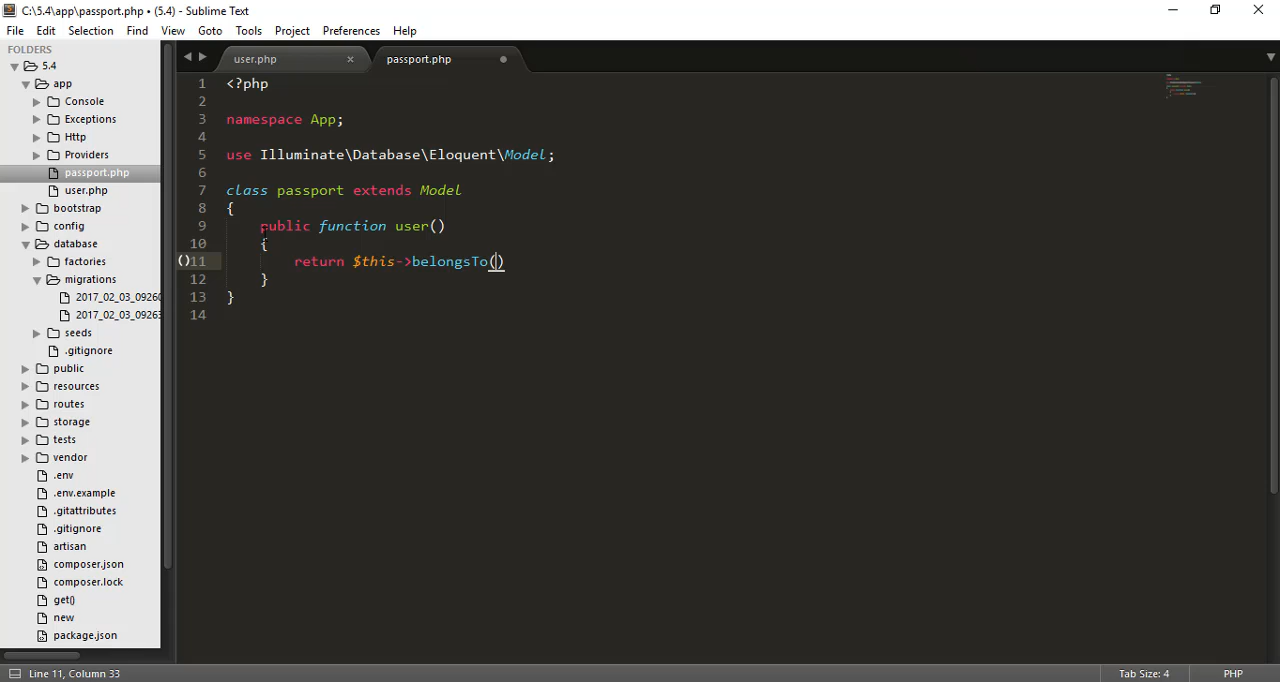 C:\5.4\app\passport.php • (5.4) - Sublime Text
File Edit Selection Find View Goto Tools Project Preferences Help
FOLDERS
5.4
app
Console
Exceptions
Http
Providers
passport.php
user.php
bootstrap
config
database
factories
migrations
2017_02_03_0926
2017_02_03_0926
seeds
.gitignore
public
resources
routes
storage
tests
vendor
.env
.env.example
.gitattributes
.gitignore
artisan
composer.json
composer.lock
get()
new
package.json
user.php × passport.php
1 <?php
2
3 namespace App;
4
5 use Illuminate\Database\Eloquent\Model;
6
7 class passport extends Model
8 {
9 public function user()
10 {
()11 return $this->belongsTo()
12 }
13 }
14
Line 11, Column 33 Tab Size: 4 PHP